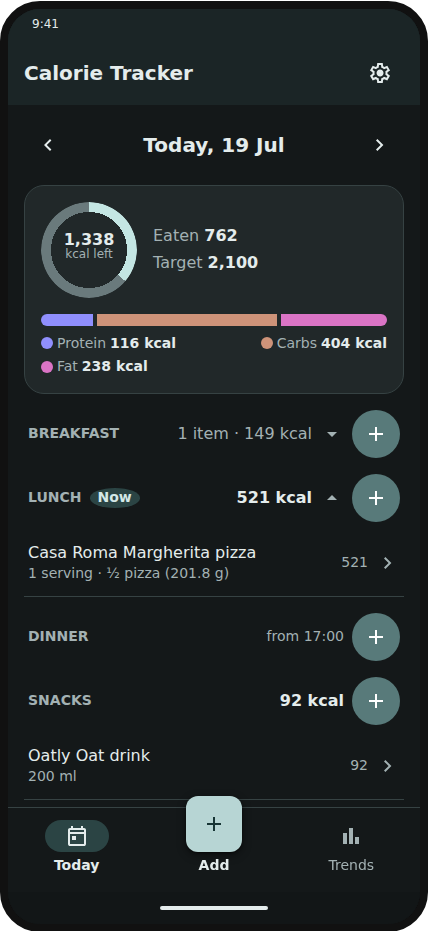 9:41
Calorie Tracker
Today, 19 Jul
1,338
kcal left
Eaten 762
Target 2,100
Protein 116 kcal
Carbs 404 kcal
Fat 238 kcal
BREAKFAST
1 item · 149 kcal
LUNCH
Now
521 kcal
Casa Roma Margherita pizza
1 serving · ½ pizza (201.8 g)
521
DINNER
from 17:00
SNACKS
92 kcal
Oatly Oat drink
200 ml
92
Today
Add
Trends